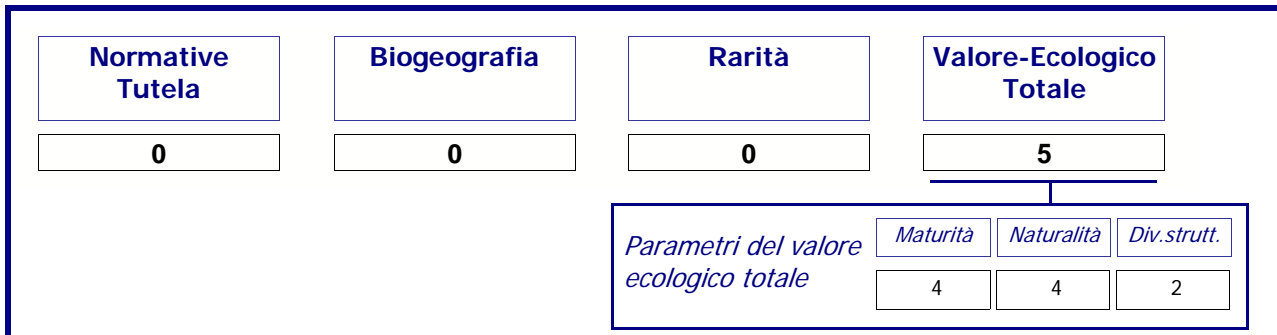 Normative
Tutela
Biogeografia
Rarità
Valore-Ecologico
Totale
0
0
0
5
Parametri del valore
ecologico totale
Maturità
Naturalità
Div.strutt.
4
4
2